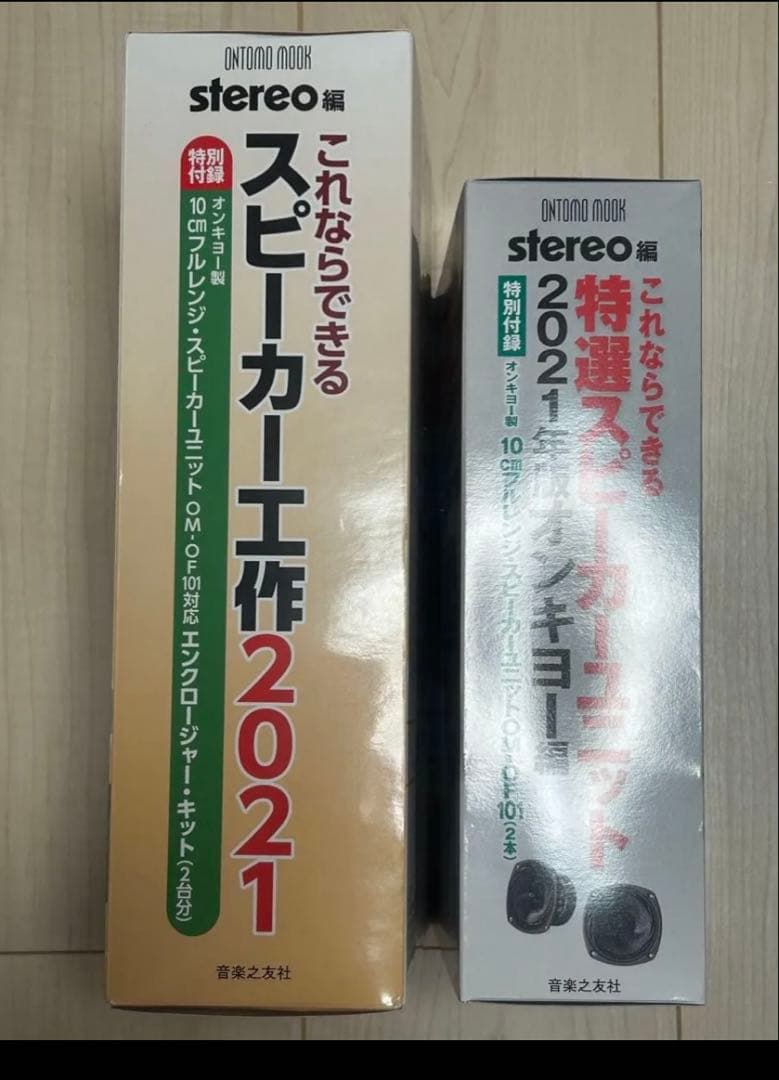 ONTOMO MOOK
stereo編
これならできる
スピーカー工作2021
特別付録
オンキヨー製
10cmフルレンジ・スピーカーユニット OM-OF101対応 エンクロージャー・キット(2台分)
音楽之友社
ONTOMO MOOK
stereo編
これならできる
特選スピーカーユニット
2021年版オンキヨー編
特別付録
オンキヨー製
10cmフルレンジ・スピーカーユニットOM-OF101(2本)
音楽之友社